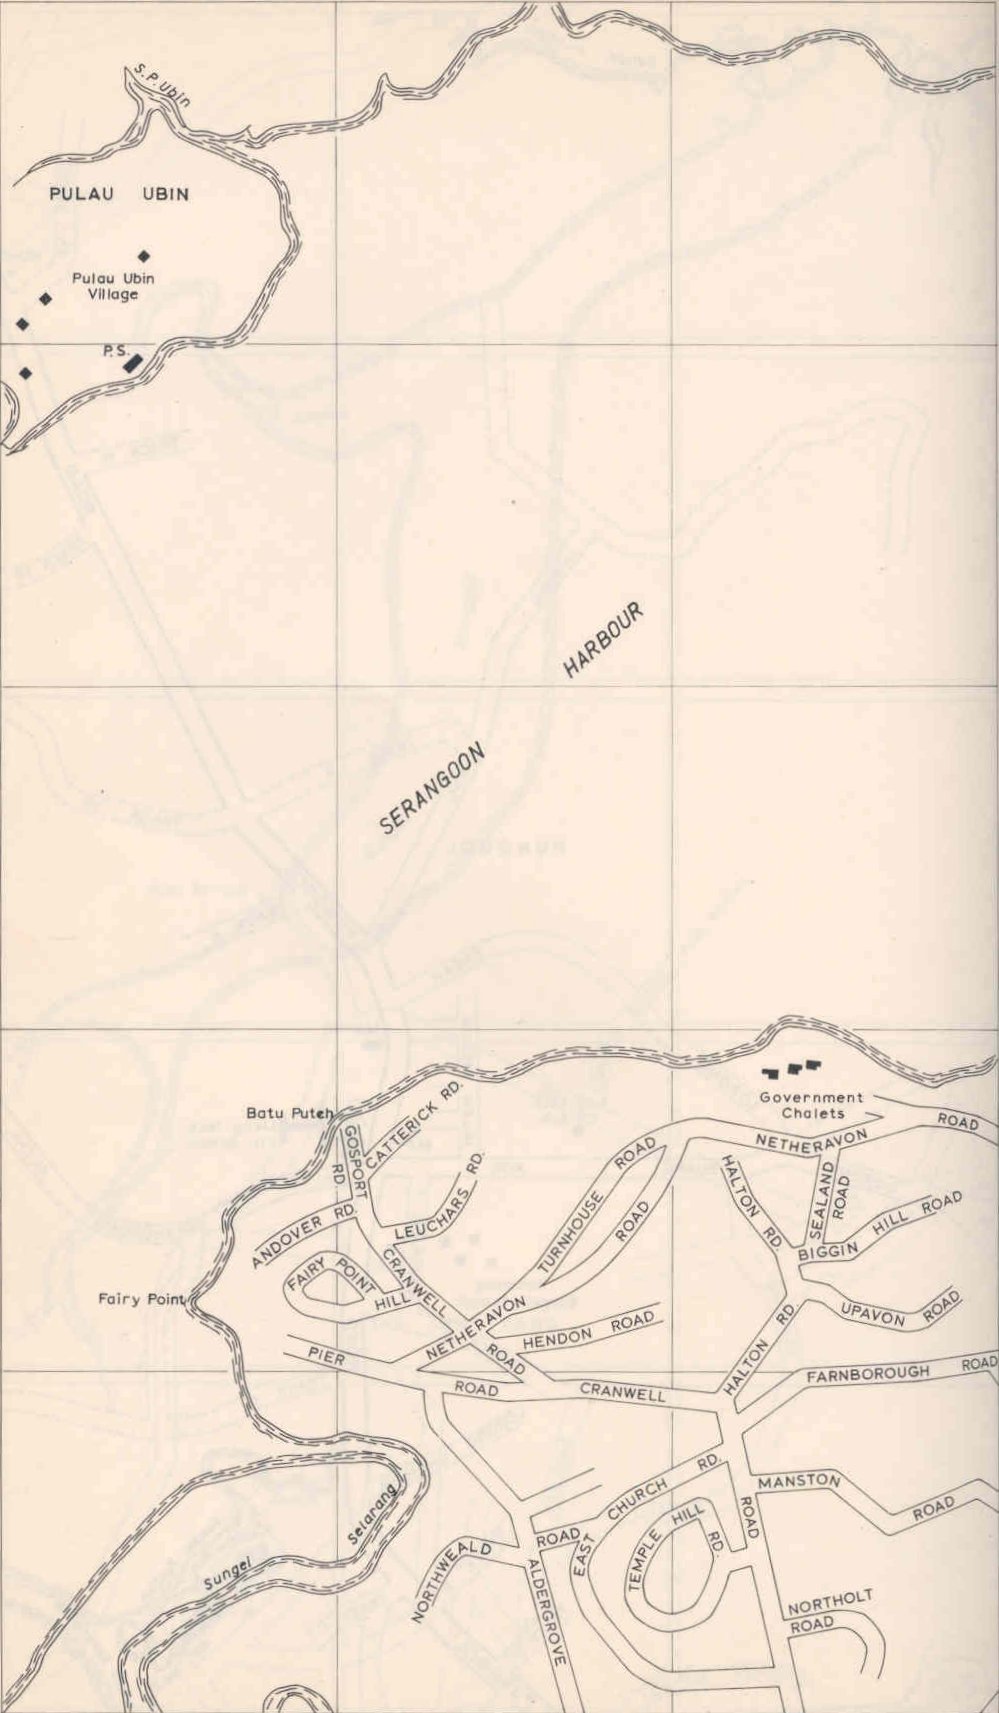 S.P.Ubin
PULAU UBIN
Pulau Ubin
Village
P.S.
HARBOUR
SERANGOON
Government
Chalets
Batu Puteh
CATTERICK RD.
GOSPORT
RD.
ROAD
NETHERAVON
ROAD
TURNHOUSE
ROAD
HALTON RD.
SEALAND
ROAD
LEUCHARS RD.
ANDOVER RD.
HILL ROAD
BIGGIN
FAIRY POINT
HILL
CRANWELL
Fairy Point
NETHERAVON
HENDON ROAD
UPAVON ROAD
HALTON RD.
PIER
ROAD
ROAD
CRANWELL
FARNBOROUGH ROAD
CHURCH RD.
MANSTON
ROAD
Selarang
Sungei
ROAD
EAST
TEMPLE HILL
RD.
ROAD
NORTHWEALD
ALDERGROVE
NORTHOLT
ROAD